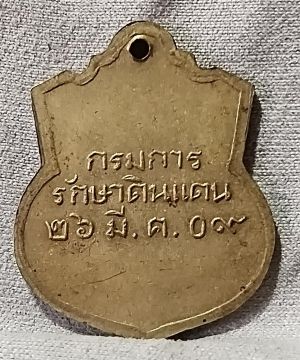 กรมการ
รักษาดินแดน
๒๖ มี. ค. ๐๙